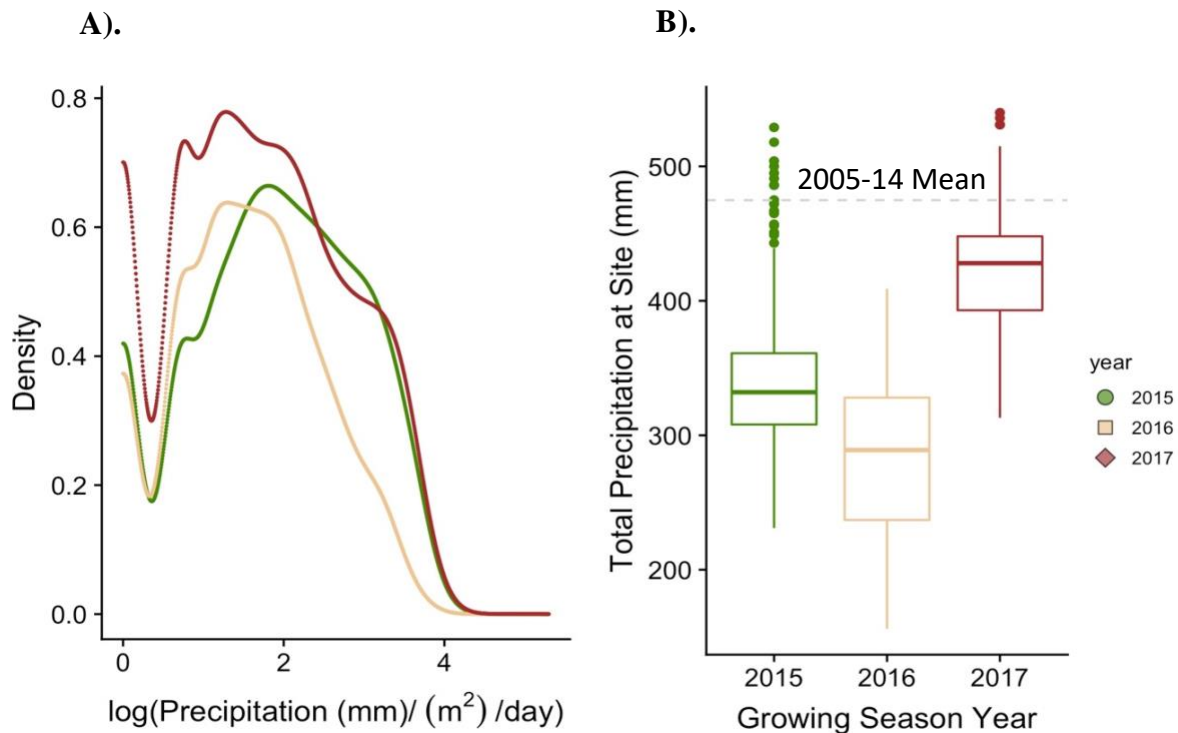 A).
0.8
0.6
0.4
0.2
0.0
Density
0
2
4
log(Precipitation (mm)/ (m²) /day)
B).
500
400
300
200
Total Precipitation at Site (mm)
2005-14 Mean
2015
2016
2017
Growing Season Year
year
2015
2016
2017